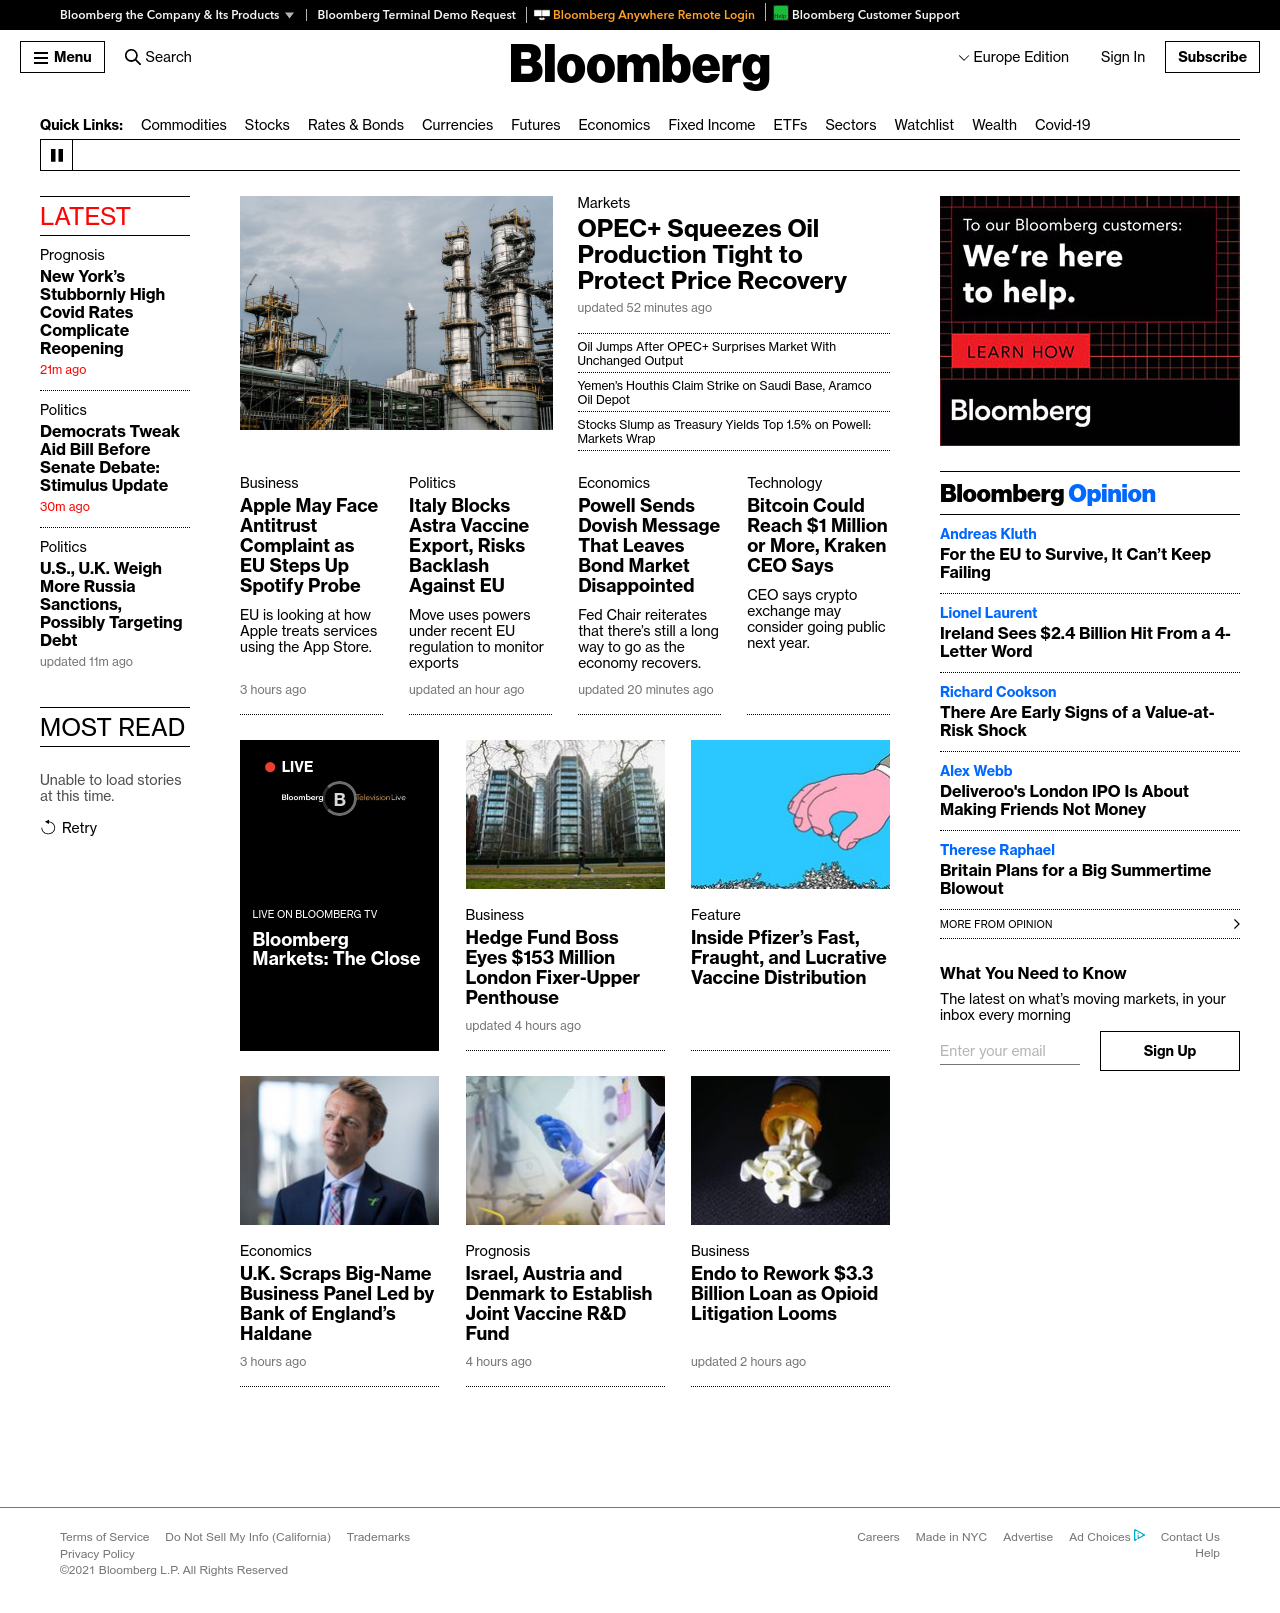 Bloomberg the Company & Its Products
Bloomberg Terminal Demo Request
Bloomberg Anywhere Remote Login
Bloomberg Customer Support
Menu
Search
Bloomberg
Europe Edition
Sign In
Subscribe
Quick Links:
Commodities
Stocks
Rates & Bonds
Currencies
Futures
Economics
Fixed Income
ETFs
Sectors
Watchlist
Wealth
Covid-19
LATEST
Prognosis
New York’s
Stubbornly High
Covid Rates
Complicate
Reopening
21m ago
Politics
Democrats Tweak
Aid Bill Before
Senate Debate:
Stimulus Update
30m ago
Politics
U.S., U.K. Weigh
More Russia
Sanctions,
Possibly Targeting
Debt
updated 11m ago
MOST READ
Unable to load stories
at this time.
Retry
Markets
OPEC+ Squeezes Oil
Production Tight to
Protect Price Recovery
updated 52 minutes ago
Oil Jumps After OPEC+ Surprises Market With
Unchanged Output
Yemen’s Houthis Claim Strike on Saudi Base, Aramco
Oil Depot
Stocks Slump as Treasury Yields Top 1.5% on Powell:
Markets Wrap
Business
Apple May Face
Antitrust
Complaint as
EU Steps Up
Spotify Probe
EU is looking at how
Apple treats services
using the App Store.
3 hours ago
Politics
Italy Blocks
Astra Vaccine
Export, Risks
Backlash
Against EU
Move uses powers
under recent EU
regulation to monitor
exports
updated an hour ago
Economics
Powell Sends
Dovish Message
That Leaves
Bond Market
Disappointed
Fed Chair reiterates
that there’s still a long
way to go as the
economy recovers.
updated 20 minutes ago
Technology
Bitcoin Could
Reach $1 Million
or More, Kraken
CEO Says
CEO says crypto
exchange may
consider going public
next year.
LIVE
Bloomberg B Television Live
LIVE ON BLOOMBERG TV
Bloomberg
Markets: The Close
Business
Hedge Fund Boss
Eyes $153 Million
London Fixer-Upper
Penthouse
updated 4 hours ago
Feature
Inside Pfizer’s Fast,
Fraught, and Lucrative
Vaccine Distribution
Economics
U.K. Scraps Big-Name
Business Panel Led by
Bank of England’s
Haldane
3 hours ago
Prognosis
Israel, Austria and
Denmark to Establish
Joint Vaccine R&D
Fund
4 hours ago
Business
Endo to Rework $3.3
Billion Loan as Opioid
Litigation Looms
updated 2 hours ago
To our Bloomberg customers:
We’re here
to help.
LEARN HOW
Bloomberg
Bloomberg Opinion
Andreas Kluth
For the EU to Survive, It Can’t Keep
Failing
Lionel Laurent
Ireland Sees $2.4 Billion Hit From a 4-
Letter Word
Richard Cookson
There Are Early Signs of a Value-at-
Risk Shock
Alex Webb
Deliveroo's London IPO Is About
Making Friends Not Money
Therese Raphael
Britain Plans for a Big Summertime
Blowout
MORE FROM OPINION
What You Need to Know
The latest on what’s moving markets, in your
inbox every morning
Enter your email
Sign Up
Terms of Service
Do Not Sell My Info (California)
Trademarks
Privacy Policy
©2021 Bloomberg L.P. All Rights Reserved
Careers
Made in NYC
Advertise
Ad Choices
Contact Us
Help